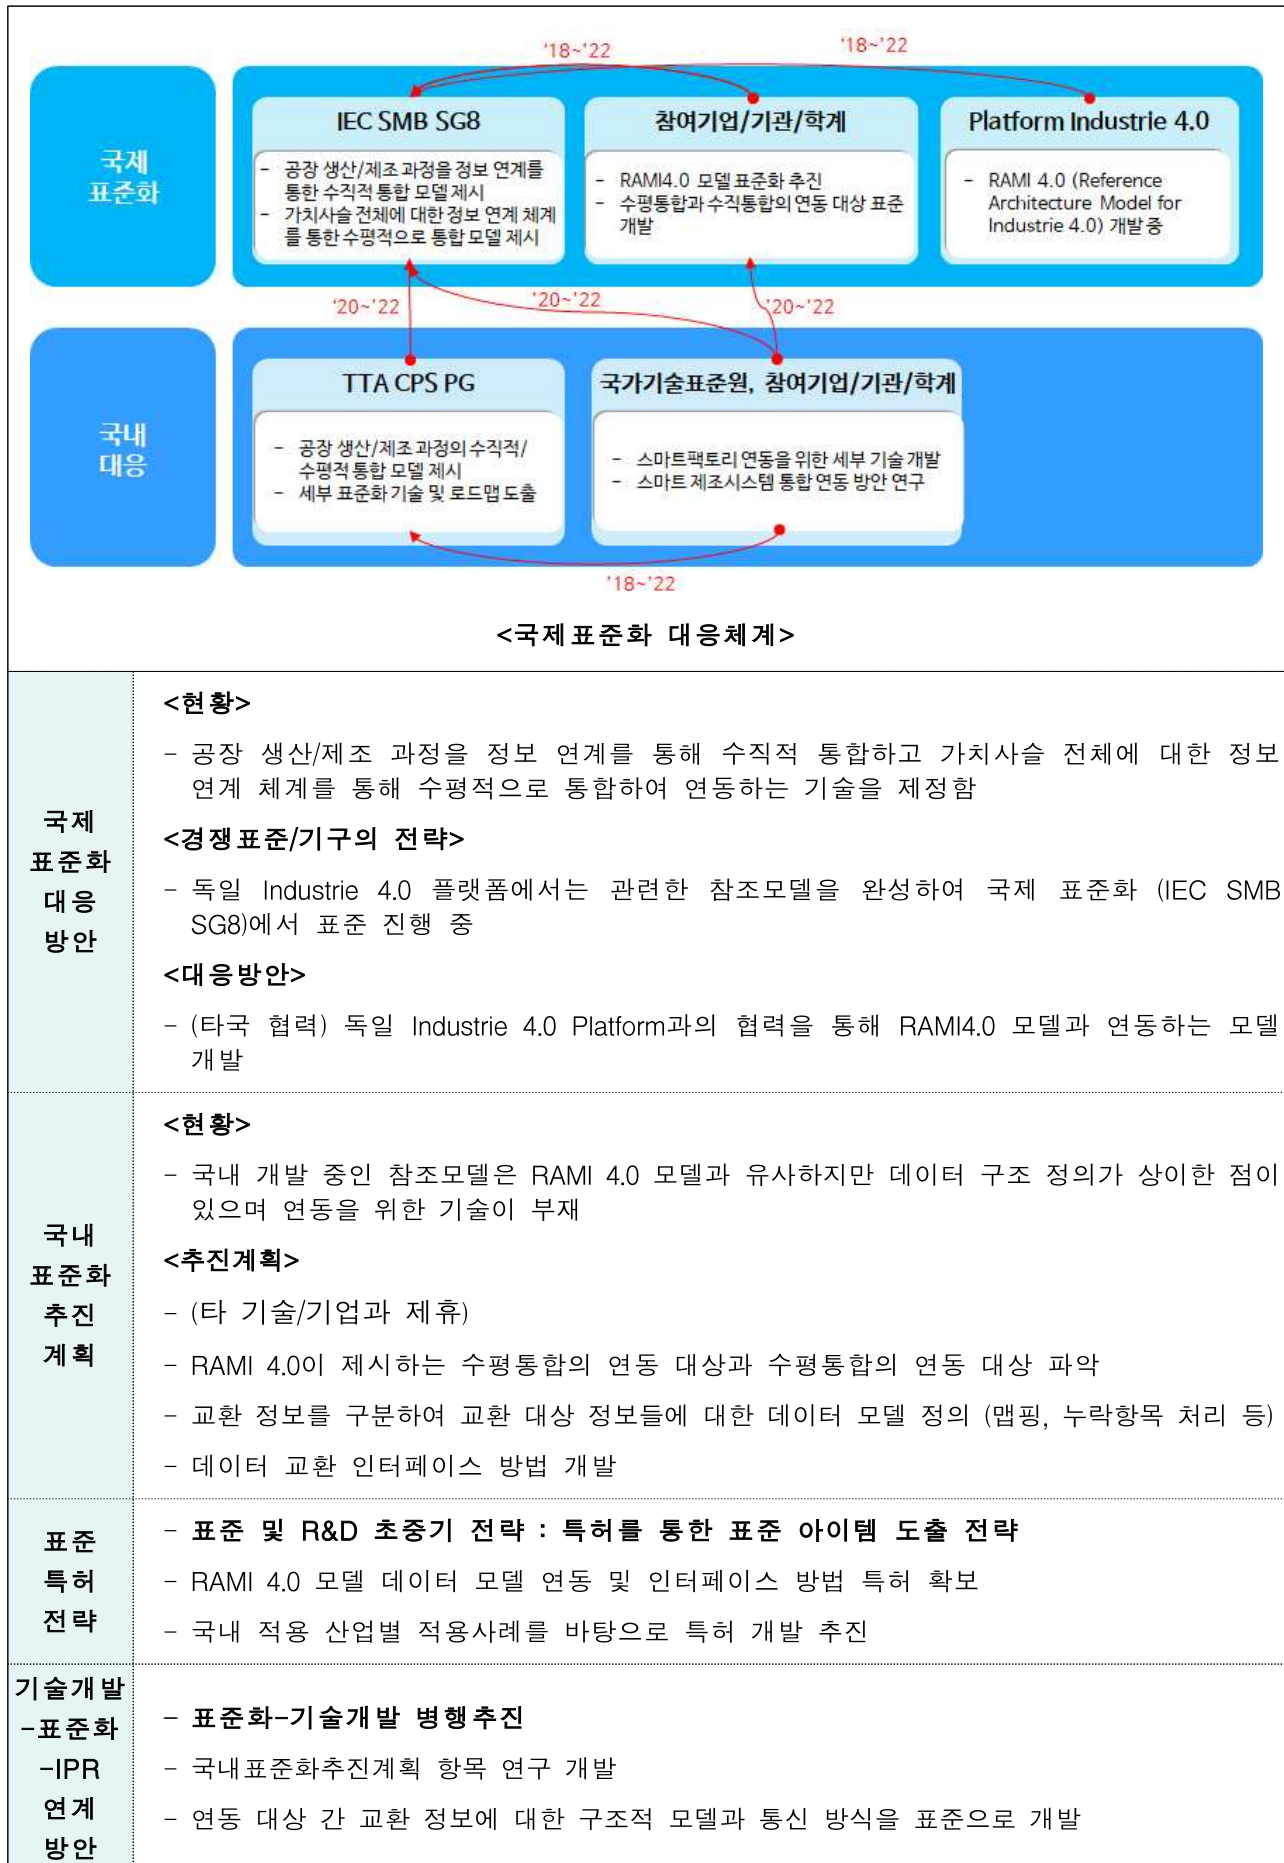 '18~'22
'18~'22
국제
표준화
IEC SMB SG8
- 공장 생산/제조 과정을 정보 연계를
통한 수직적 통합 모델 제시
- 가치사슬 전체에 대한 정보 연계 체계
를 통한 수평적으로 통합 모델 제시
참여기업/기관/학계
- RAMI4.0 모델 표준화 추진
- 수평통합과 수직통합의 연동 대상 표준
개발
Platform Industrie 4.0
- RAMI 4.0 (Reference
Architecture Model for
Industrie 4.0) 개발 중
'20~'22
'20~'22
'20~'22
국내
대응
TTA CPS PG
- 공장 생산/제조 과정의 수직적/
수평적 통합 모델 제시
- 세부 표준화 기술 및 로드맵 도출
국가기술표준원, 참여기업/기관/학계
- 스마트팩토리 연동을 위한 세부 기술 개발
- 스마트 제조시스템 통합 연동 방안 연구
'18~'22
<국제표준화 대응체계>
국제
표준화
대응
방안
<현황>
- 공장 생산/제조 과정을 정보 연계를 통해 수직적 통합하고 가치사슬 전체에 대한 정보
연계 체계를 통해 수평적으로 통합하여 연동하는 기술을 제정함
<경쟁표준/기구의 전략>
- 독일 Industrie 4.0 플랫폼에서는 관련한 참조모델을 완성하여 국제 표준화 (IEC SMB
SG8)에서 표준 진행 중
<대응방안>
- (타국 협력) 독일 Industrie 4.0 Platform과의 협력을 통해 RAMI4.0 모델과 연동하는 모델
개발
국내
표준화
추진
계획
<현황>
- 국내 개발 중인 참조모델은 RAMI 4.0 모델과 유사하지만 데이터 구조 정의가 상이한 점이
있으며 연동을 위한 기술이 부재
<추진계획>
- (타 기술/기업과 제휴)
- RAMI 4.0이 제시하는 수평통합의 연동 대상과 수평통합의 연동 대상 파악
- 교환 정보를 구분하여 교환 대상 정보들에 대한 데이터 모델 정의 (맵핑, 누락항목 처리 등)
- 데이터 교환 인터페이스 방법 개발
표준
특허
전략
- 표준 및 R&D 초중기 전략 : 특허를 통한 표준 아이템 도출 전략
- RAMI 4.0 모델 데이터 모델 연동 및 인터페이스 방법 특허 확보
- 국내 적용 산업별 적용사례를 바탕으로 특허 개발 추진
기술개발
-표준화
-IPR
연계
방안
- 표준화-기술개발 병행추진
- 국내표준화추진계획 항목 연구 개발
- 연동 대상 간 교환 정보에 대한 구조적 모델과 통신 방식을 표준으로 개발